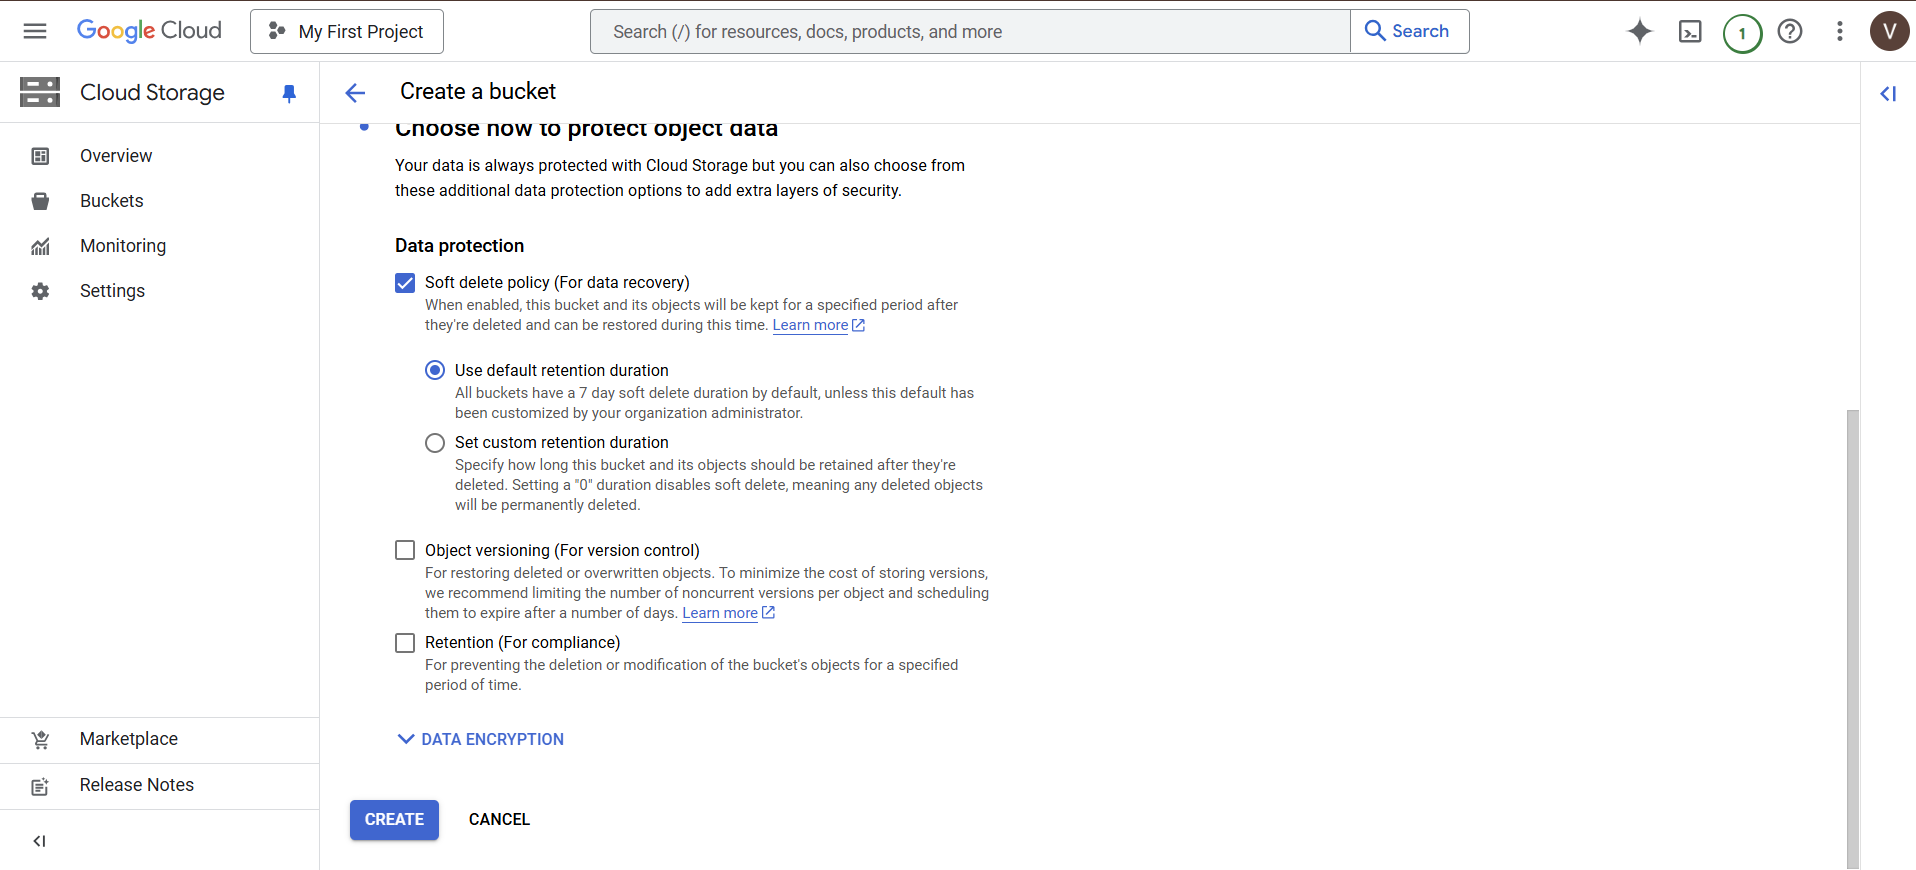 Google Cloud
My First Project
Search (/) for resources, docs, products, and more
Search
1
V
Cloud Storage
Create a bucket
Overview
Buckets
Monitoring
Settings
Marketplace
Release Notes
Choose how to protect object data
Your data is always protected with Cloud Storage but you can also choose from
these additional data protection options to add extra layers of security.
Data protection
Soft delete policy (For data recovery)
When enabled, this bucket and its objects will be kept for a specified period after
they're deleted and can be restored during this time. Learn more
Use default retention duration
All buckets have a 7 day soft delete duration by default, unless this default has
been customized by your organization administrator.
Set custom retention duration
Specify how long this bucket and its objects should be retained after they're
deleted. Setting a "0" duration disables soft delete, meaning any deleted objects
will be permanently deleted.
Object versioning (For version control)
For restoring deleted or overwritten objects. To minimize the cost of storing versions,
we recommend limiting the number of noncurrent versions per object and scheduling
them to expire after a number of days. Learn more
Retention (For compliance)
For preventing the deletion or modification of the bucket's objects for a specified
period of time.
DATA ENCRYPTION
CREATE
CANCEL